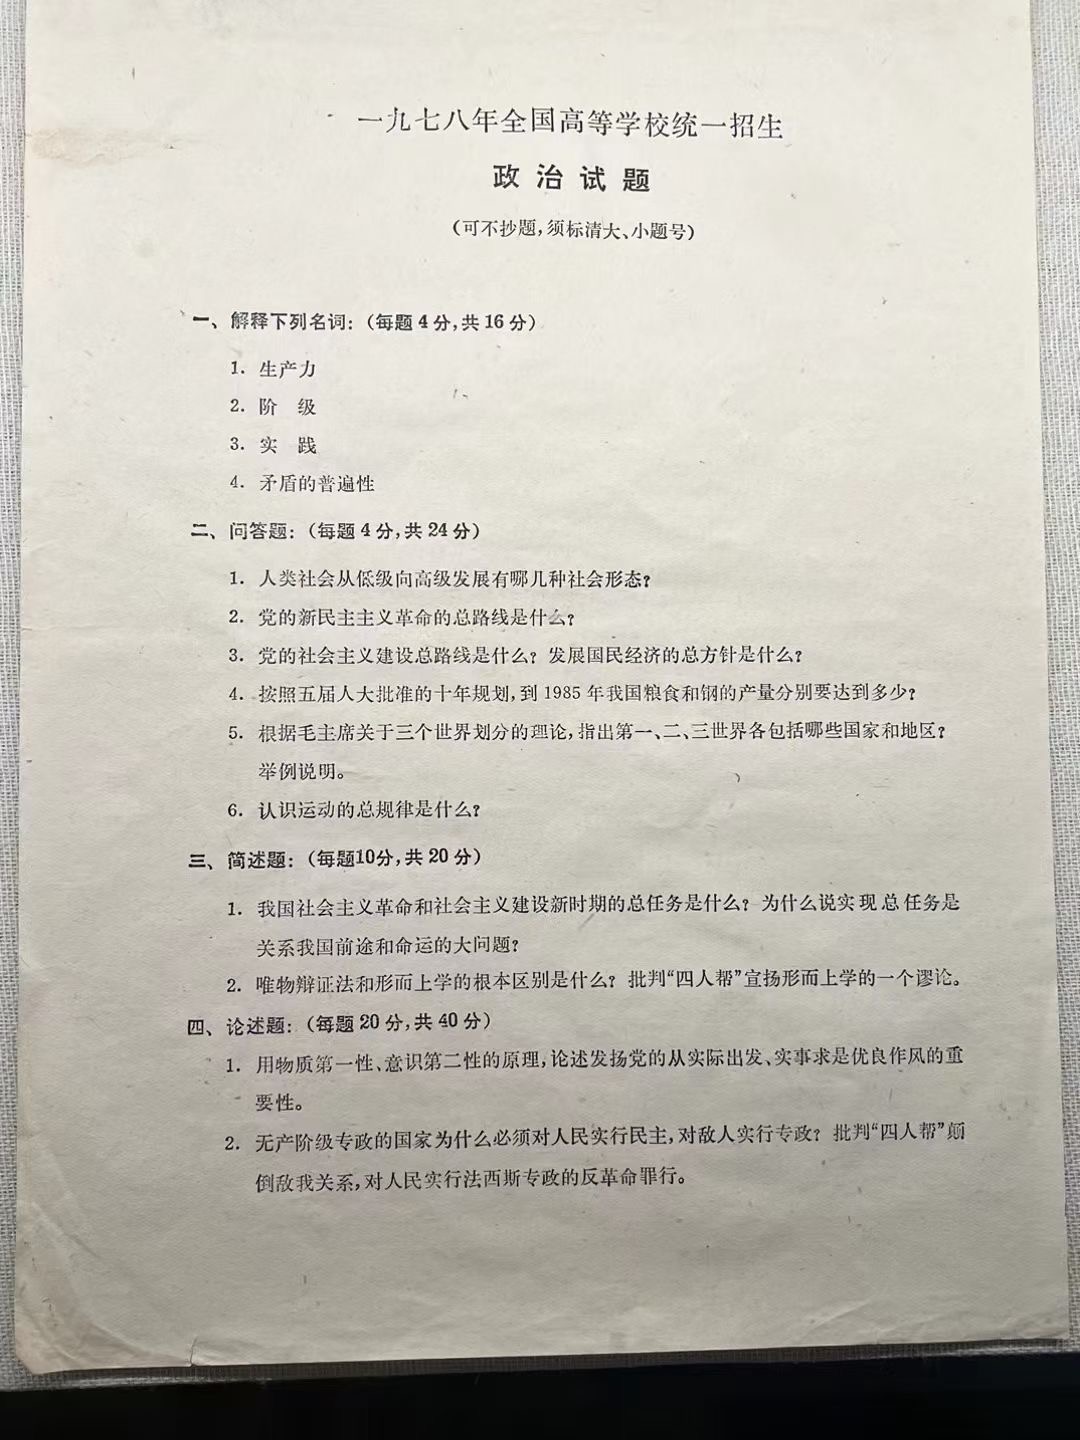 一九七八年全国高等学校统一招生
政治试题
（可不抄题，须标清大、小题号）
一、解释下列名词：（每题 4 分，共 16 分）
1. 生产力
2. 阶　级
3. 实　践
4. 矛盾的普遍性
二、问答题：（每题 4 分，共 24 分）
1. 人类社会从低级向高级发展有哪几种社会形态？
2. 党的新民主主义革命的总路线是什么？
3. 党的社会主义建设总路线是什么？发展国民经济的总方针是什么？
4. 按照五届人大批准的十年规划，到 1985 年我国粮食和钢的产量分别要达到多少？
5. 根据毛主席关于三个世界划分的理论，指出第一、二、三世界各包括哪些国家和地区？
举例说明。
6. 认识运动的总规律是什么？
三、简述题：（每题10分，共 20 分）
1. 我国社会主义革命和社会主义建设新时期的总任务是什么？为什么说实现总任务是
关系我国前途和命运的大问题？
2. 唯物辩证法和形而上学的根本区别是什么？批判“四人帮”宣扬形而上学的一个谬论。
四、论述题：（每题 20 分，共 40 分）
1. 用物质第一性、意识第二性的原理，论述发扬党的从实际出发、实事求是优良作风的重
要性。
2. 无产阶级专政的国家为什么必须对人民实行民主，对敌人实行专政？批判“四人帮”颠
倒敌我关系，对人民实行法西斯专政的反革命罪行。